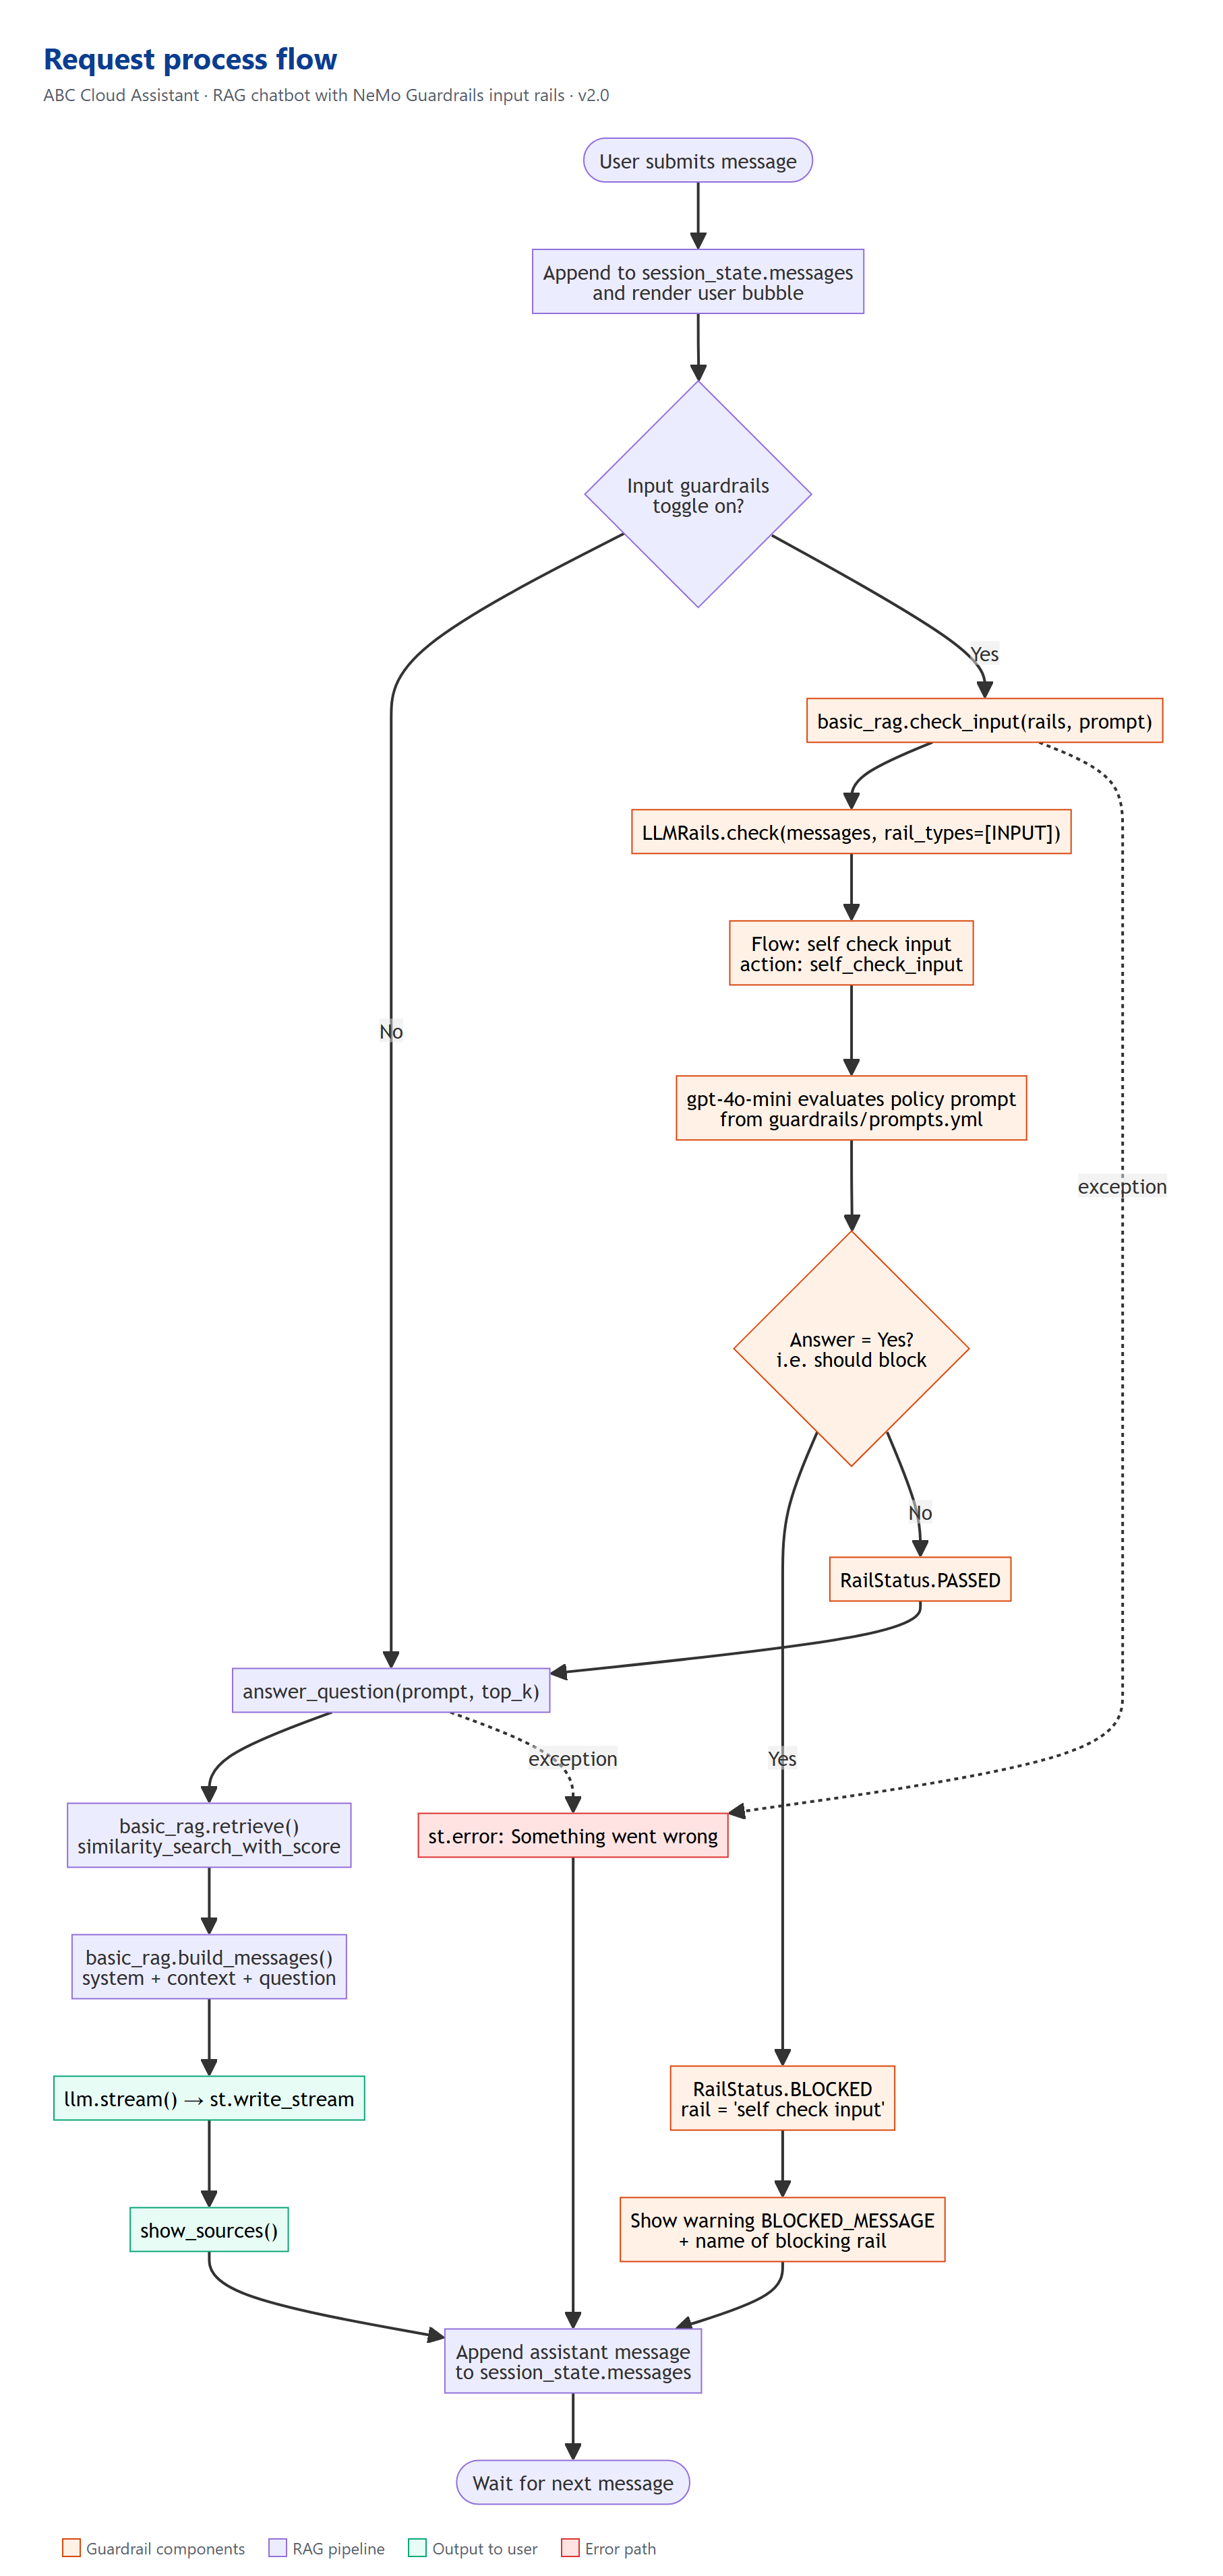 Request process flow
ABC Cloud Assistant · RAG chatbot with NeMo Guardrails input rails · v2.0
User submits message
Append to session_state.messages
and render user bubble
Input guardrails
toggle on?
Yes
basic_rag.check_input(rails, prompt)
LLMRails.check(messages, rail_types=[INPUT])
Flow: self check input
action: self_check_input
No
gpt-4o-mini evaluates policy prompt
from guardrails/prompts.yml
exception
Answer = Yes?
i.e. should block
No
RailStatus.PASSED
answer_question(prompt, top_k)
exception
Yes
basic_rag.retrieve()
similarity_search_with_score
st.error: Something went wrong
basic_rag.build_messages()
system + context + question
llm.stream() → st.write_stream
RailStatus.BLOCKED
rail = 'self check input'
show_sources()
Show warning BLOCKED_MESSAGE
+ name of blocking rail
Append assistant message
to session_state.messages
Wait for next message
Guardrail components
RAG pipeline
Output to user
Error path